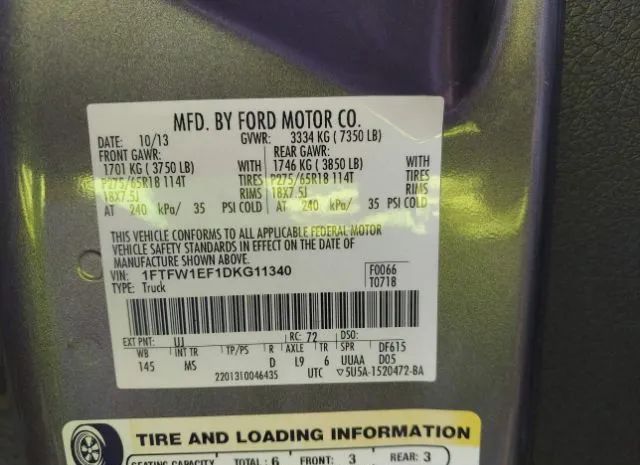 MFD. BY FORD MOTOR CO.
DATE: 10/13 GVWR: 3334 KG ( 7350 LB)
FRONT GAWR: REAR GAWR:
1701 KG ( 3750 LB) WITH 1746 KG ( 3850 LB) WITH
P275/65R18 114T TIRES P275/65R18 114T TIRES
18X7.5J RIMS 18X7.5J RIMS
AT 240 kPa/ 35 PSI COLD AT 240 kPa/ 35 PSI COLD
THIS VEHICLE CONFORMS TO ALL APPLICABLE FEDERAL MOTOR
VEHICLE SAFETY STANDARDS IN EFFECT ON THE DATE OF
MANUFACTURE SHOWN ABOVE.
VIN: 1FTFW1EF1DKG11340 F0066
TYPE: Truck T0718
EXT PNT: UJ RC: 72 DSO:
WB INT TR TP/PS R AXLE TR SPR DF615
145 MS D L9 6 UUAA D05
2201310046435 UTC ▽5U5A-1520472-BA
TIRE AND LOADING INFORMATION
SEATING CAPACITY TOTAL : 6 FRONT: 3 REAR: 3